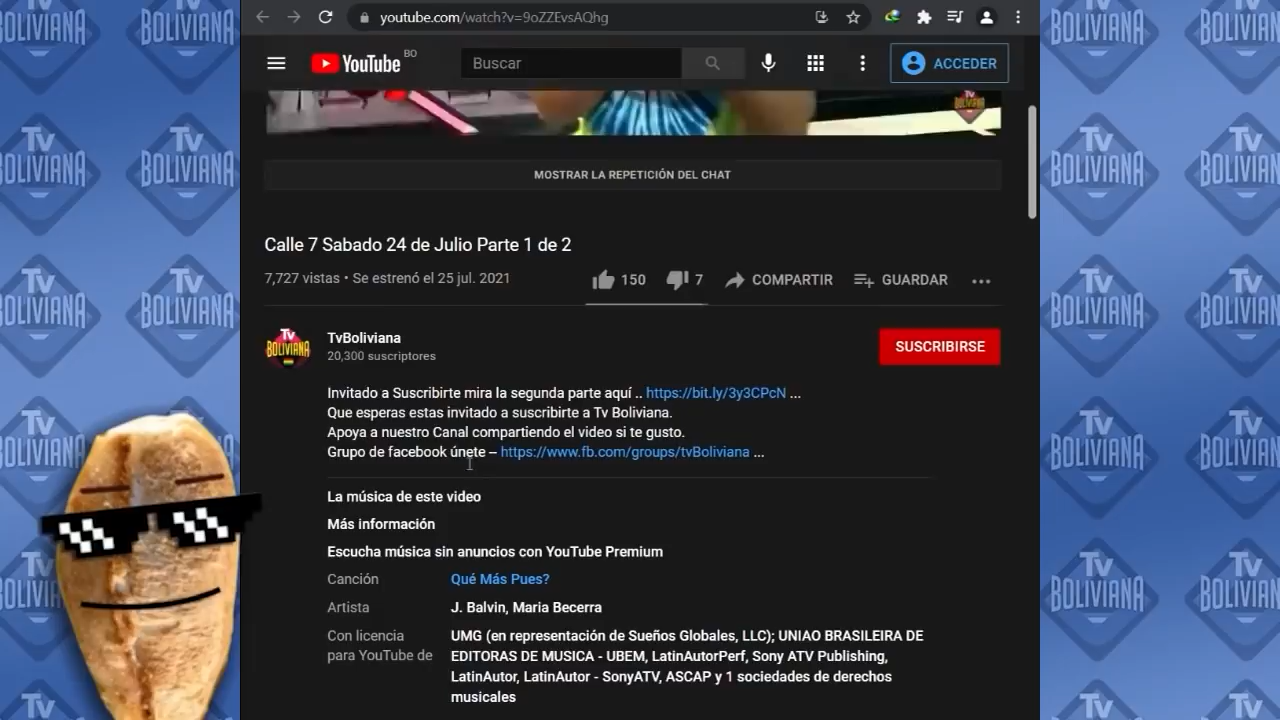 youtube.com/watch?v=9oZZEvsAQhg
YouTube BO
Buscar
ACCEDER
Tv BOLIVIANA
MOSTRAR LA REPETICIÓN DEL CHAT
Calle 7 Sabado 24 de Julio Parte 1 de 2
7,727 vistas • Se estrenó el 25 jul. 2021
150
7
COMPARTIR
GUARDAR
Tv BOLIVIANA
TvBoliviana
20,300 suscriptores
SUSCRIBIRSE
Invitado a Suscribirte mira la segunda parte aquí .. https://bit.ly/3y3CPcN ...
Que esperas estas invitado a suscribirte a Tv Boliviana.
Apoya a nuestro Canal compartiendo el video si te gusto.
Grupo de facebook únete – https://www.fb.com/groups/tvBoliviana ...
La música de este video
Más información
Escucha música sin anuncios con YouTube Premium
Canción Qué Más Pues?
Artista J. Balvin, Maria Becerra
Con licencia para YouTube de
UMG (en representación de Sueños Globales, LLC); UNIAO BRASILEIRA DE
EDITORAS DE MUSICA - UBEM, LatinAutorPerf, Sony ATV Publishing,
LatinAutor, LatinAutor - SonyATV, ASCAP y 1 sociedades de derechos
musicales
Tv
BOLIVIANA